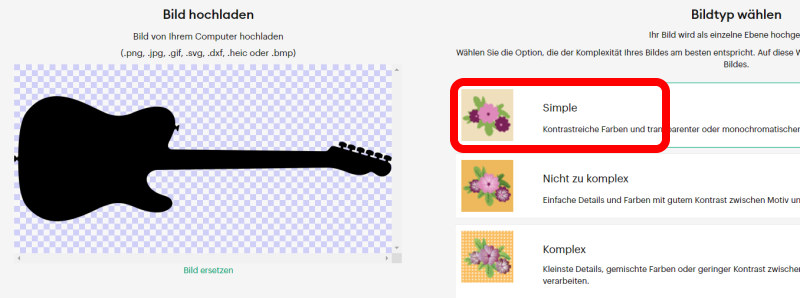 Bild hochladen
Bild von Ihrem Computer hochladen
(.png, .jpg, .gif, .svg, .dxf, .heic oder .bmp)
Bild ersetzen
Bildtyp wählen
Ihr Bild wird als einzelne Ebene hochge
Wählen Sie die Option, die der Komplexität Ihres Bildes am besten entspricht. Auf diese W
Bildes.
Simple
Kontrastreiche Farben und transparenter oder monochromatischer
Nicht zu komplex
Einfache Details und Farben mit gutem Kontrast zwischen Motiv un
Komplex
Kleinste Details, gemischte Farben oder geringer Kontrast zwischen
verarbeiten.